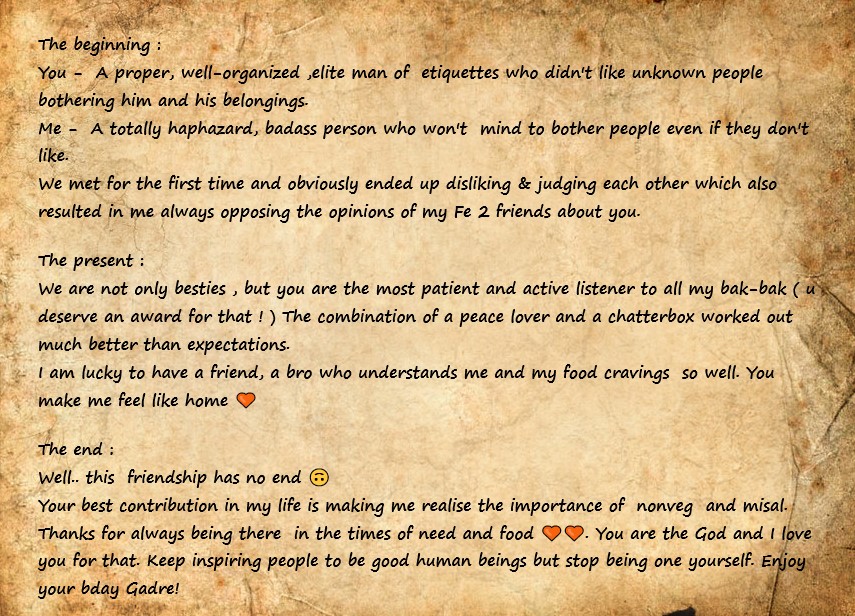 The beginning :
You -  A proper, well-organized ,elite man of  etiquettes who didn't like unknown people
bothering him and his belongings.
Me -  A totally haphazard, badass person who won't  mind to bother people even if they don't
like.
We met for the first time and obviously ended up disliking & judging each other which also
resulted in me always opposing the opinions of my Fe 2 friends about you.
The present :
We are not only besties , but you are the most patient and active listener to all my bak-bak ( u
deserve an award for that ! ) The combination of a peace lover and a chatterbox worked out
much better than expectations.
I am lucky to have a friend, a bro who understands me and my food cravings  so well. You
make me feel like home 🧡
The end :
Well.. this  friendship has no end 🙃
Your best contribution in my life is making me realise the importance of  nonveg  and misal.
Thanks for always being there  in the times of need and food 🧡🧡. You are the God and I love
you for that. Keep inspiring people to be good human beings but stop being one yourself. Enjoy
your bday Gadre!